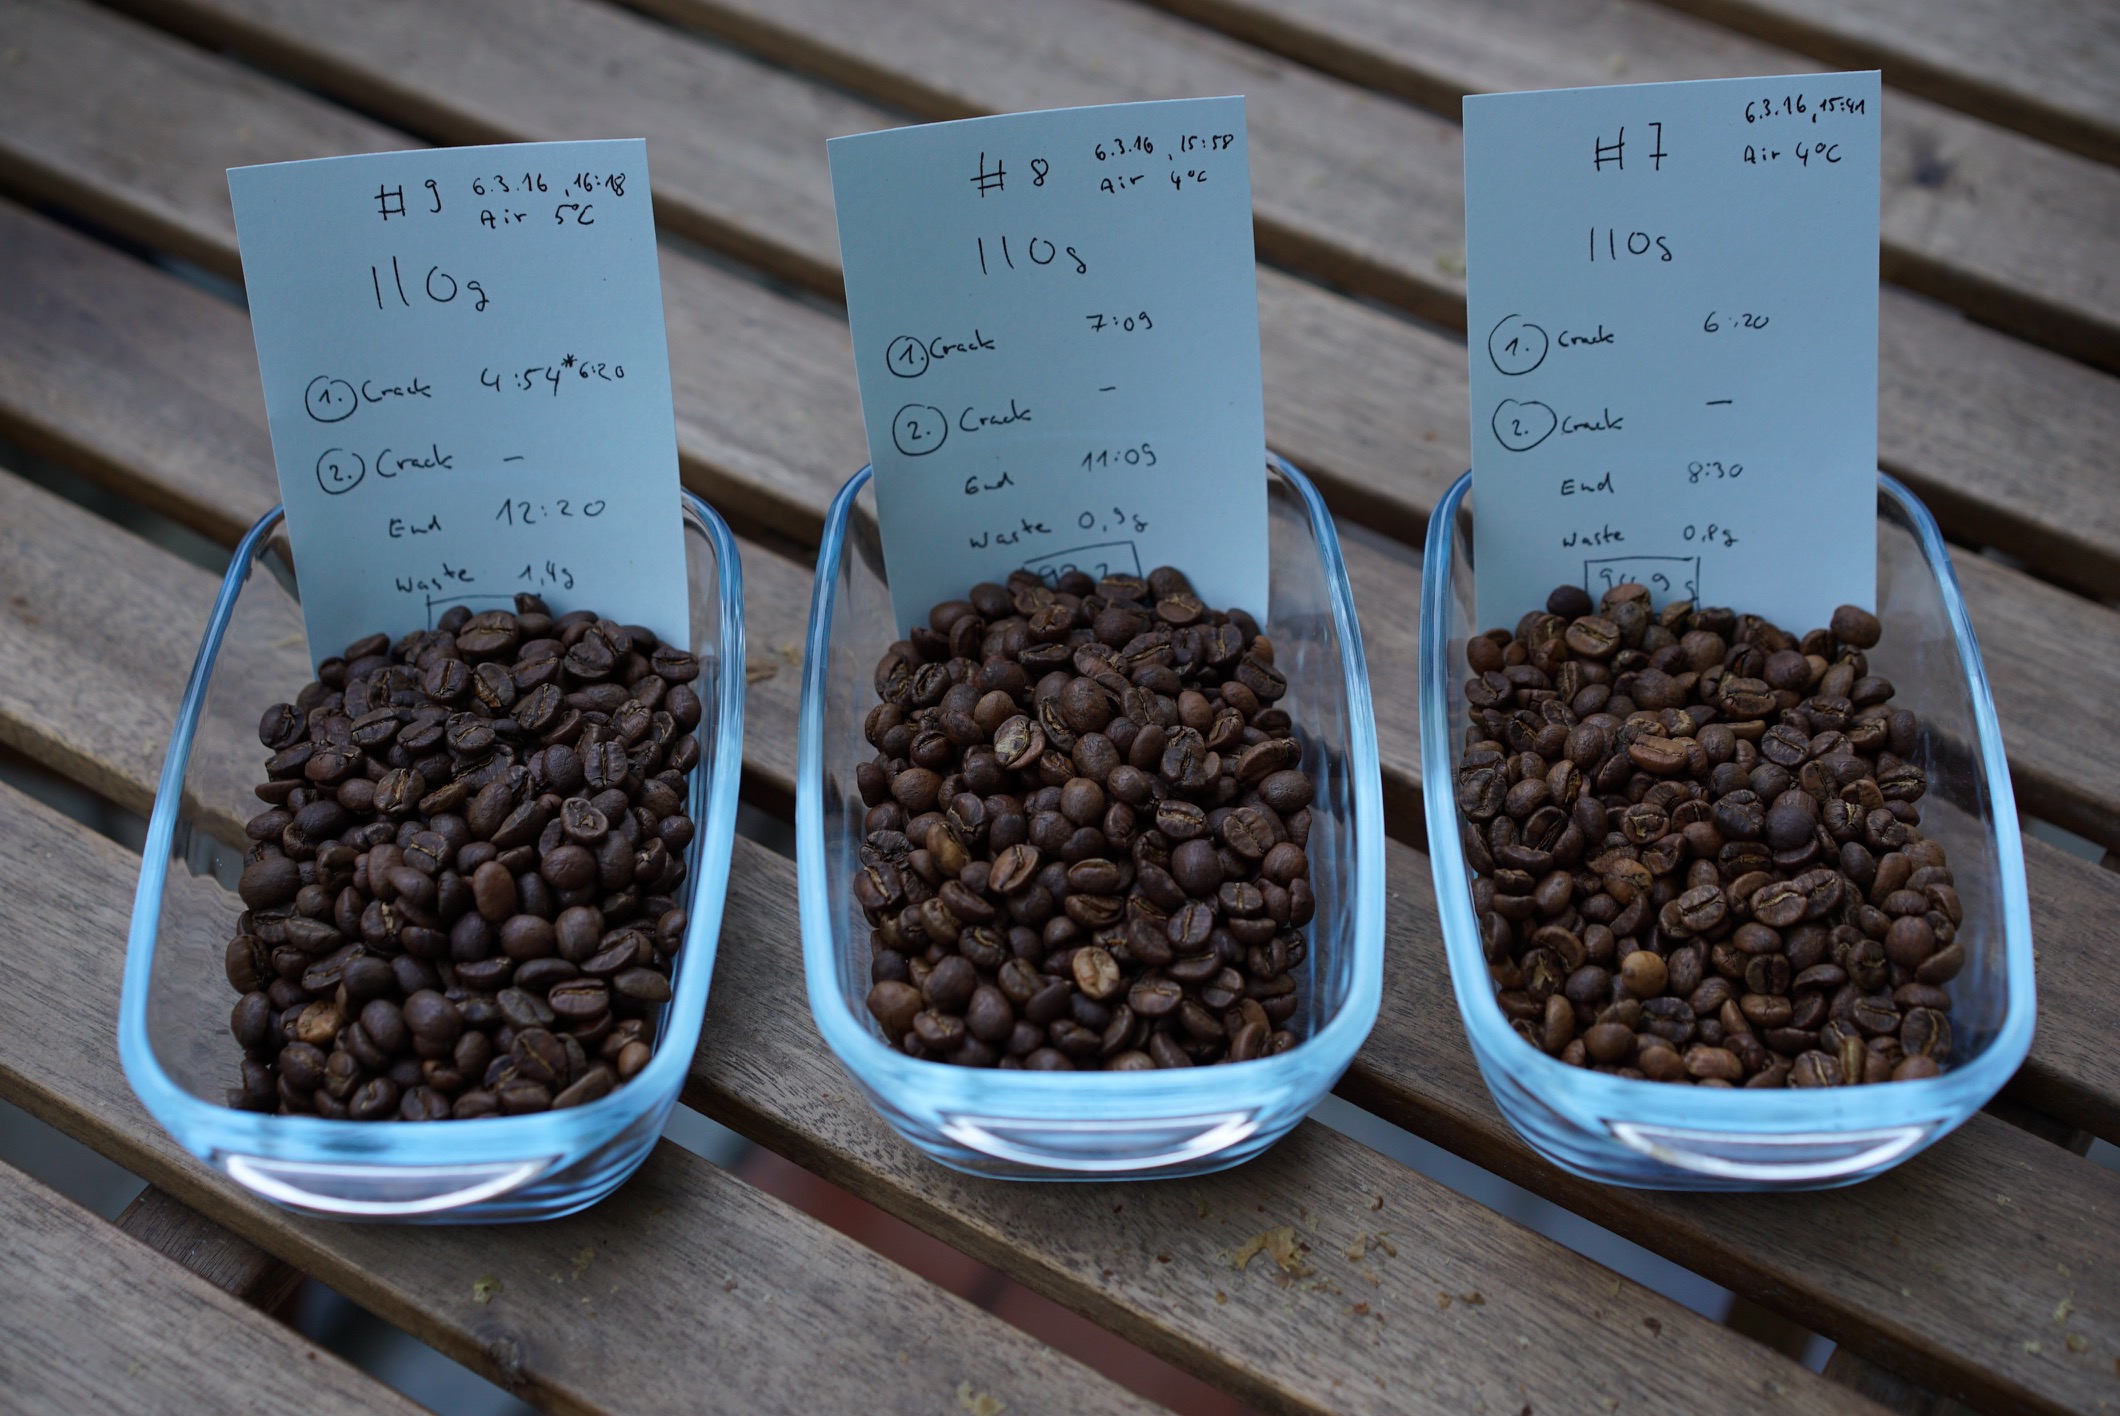 #9 6.3.16, 16:18
Air 5°C
110g
1. Crack 4:54*6:20
2. Crack –
End 12:20
Waste 1,4g
#8 6.3.16, 15:58
Air 4°C
110g
1. Crack 7:09
2. Crack –
End 11:09
Waste 0,9g
#7 6.3.16, 15:41
Air 4°C
110g
1. Crack 6:20
2. Crack –
End 8:30
Waste 0,8g